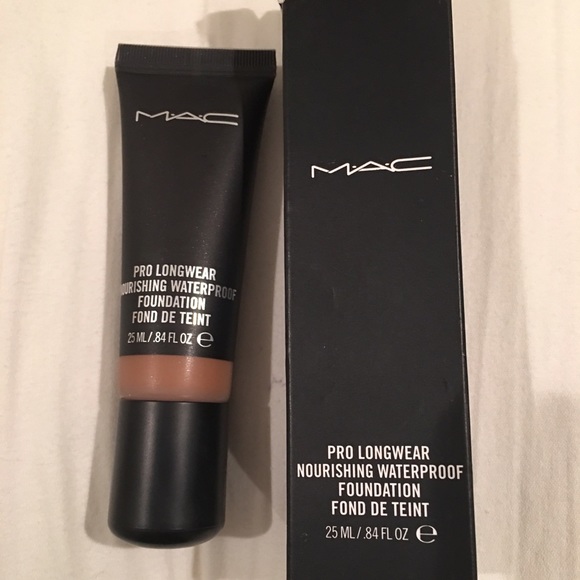 M·A·C
PRO LONGWEAR
NOURISHING WATERPROOF
FOUNDATION
FOND DE TEINT
25 ML/.84 FL OZ ℮
M·A·C
PRO LONGWEAR
NOURISHING WATERPROOF
FOUNDATION
FOND DE TEINT
25 ML/.84 FL OZ ℮